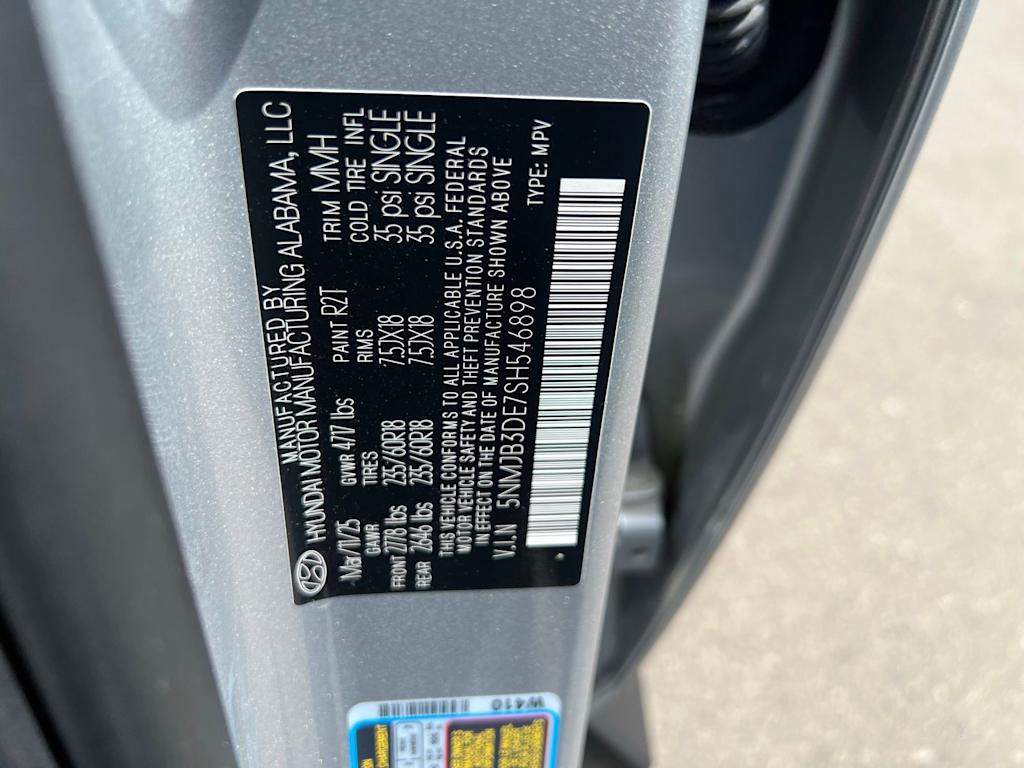 MANUFACTURED BY
HYUNDAI MOTOR MANUFACTURING ALABAMA, LLC
Mar/11/25 GVWR 4717 lbs PAINT R2T TRIM MMH
GAWR TIRES RIMS COLD TIRE INFL
FRONT 2778 lbs 235/60R18 7.5JX18 35 psi SINGLE
REAR 2646 lbs 235/60R18 7.5JX18 35 psi SINGLE
THIS VEHICLE CONFORMS TO ALL APPLICABLE U.S.A. FEDERAL
MOTOR VEHICLE SAFETY AND THEFT PREVENTION STANDARDS
IN EFFECT ON THE DATE OF MANUFACTURE SHOWN ABOVE
V.I.N 5NMJB3DE7SH546898 TYPE: MPV
W410